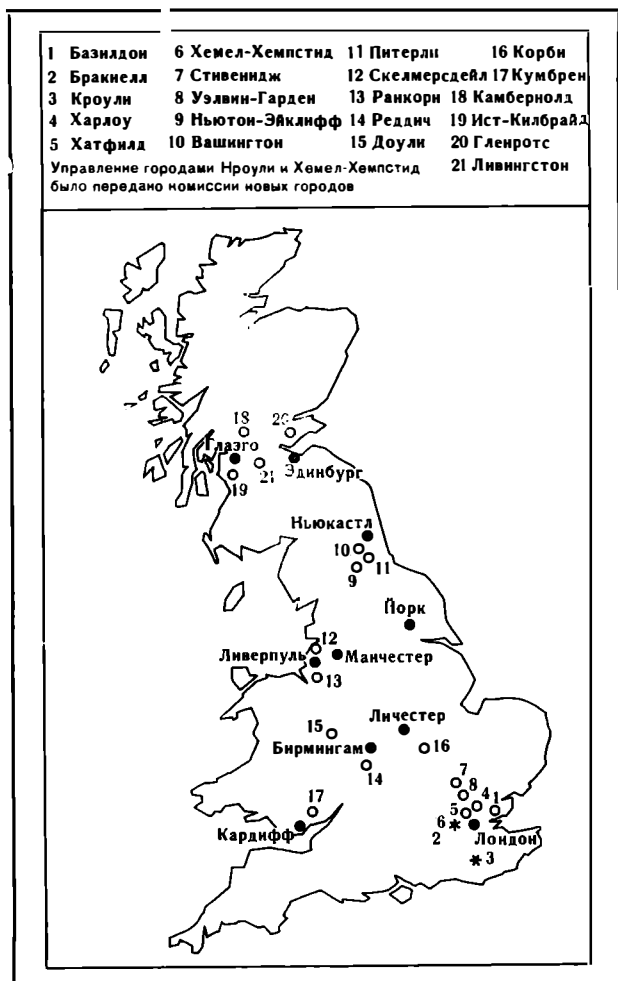 1 Базилдон 6 Хемел-Хемпстид 11 Питерли 16 Корби
2 Бракнелл 7 Стивенидж 12 Скелмерсдейл 17 Кумбрен
3 Кроули 8 Уэлвин-Гарден 13 Ранкорн 18 Камбернолд
4 Харлоу 9 Ньютон-Эйклифф 14 Реддич 19 Ист-Килбрайд
5 Хатфилд 10 Вашингтон 15 Доули 20 Гленротс
Управление городами Нроули и Хемел-Хемпстид 21 Ливингстон
было передано комиссии новых городов
18 20
Глазго
21 Эдинбург
19
Ньюкастл
10
11
9
Йорк
12
Ливерпуль Манчестер
13
15 Личестер
Бирмингам 16
14
7
8
17 5 4 1
6
Кардифф 2 Лондон
3